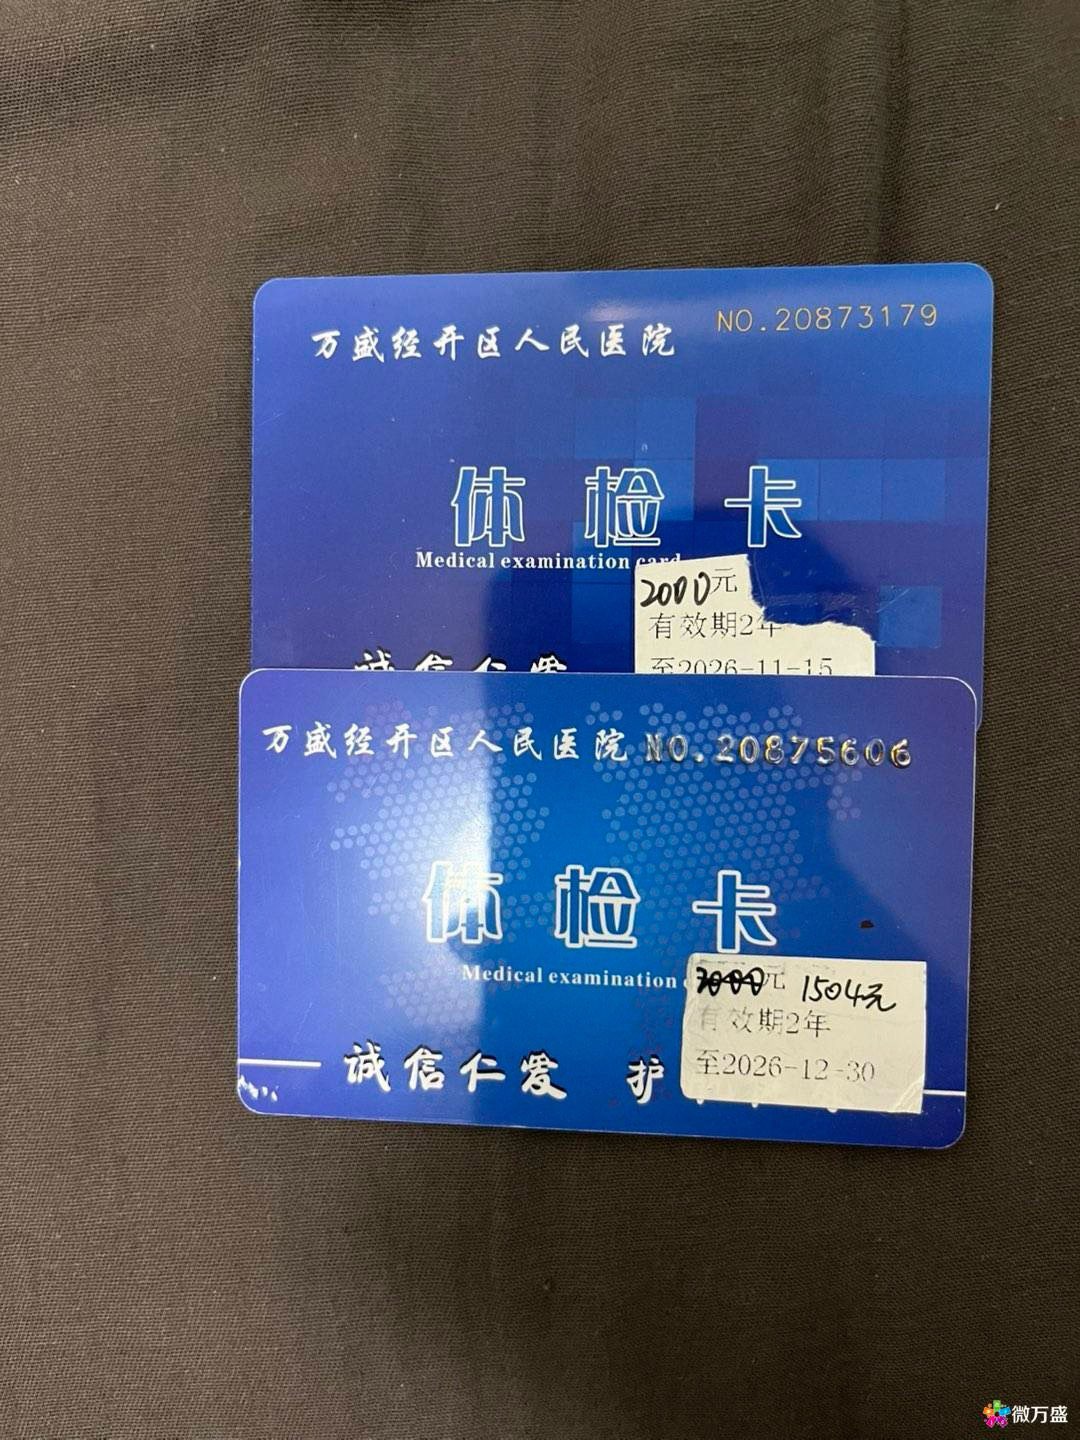 万盛经开区人民医院
NO.20873179
体检卡
Medical examination card
2000元
有效期2年
至2026-11-15
诚信仁爱
万盛经开区人民医院 NO.20875606
体检卡
Medical examination
元 1504元
有效期2年
至2026-12-30
诚信仁爱 护
微万盛